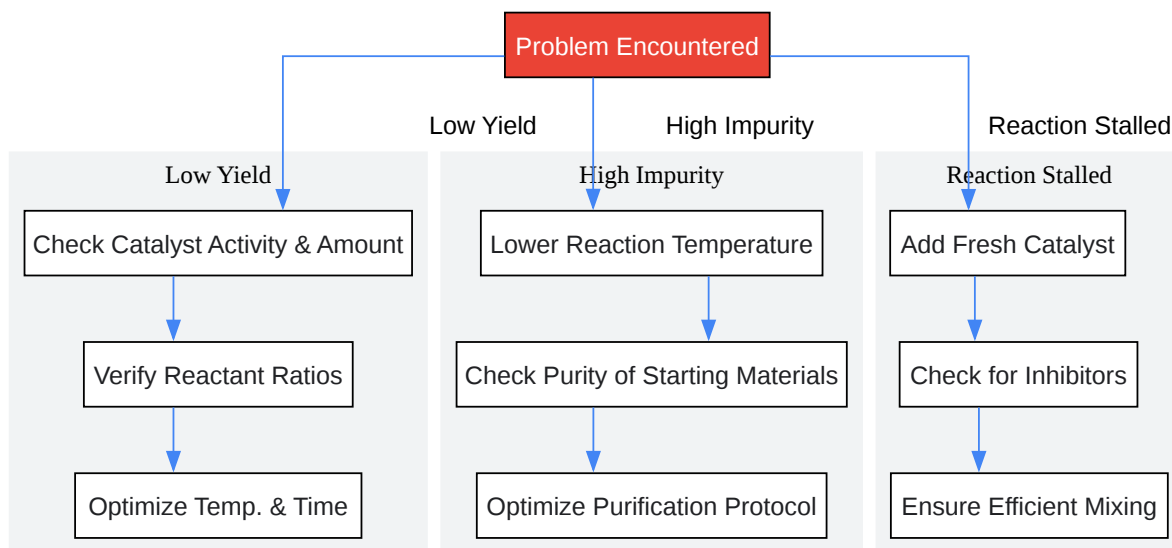 Problem Encountered
Low Yield
High Impurity
Reaction Stalled
Low Yield
High Impurity
Reaction Stalled
Check Catalyst Activity & Amount
Lower Reaction Temperature
Add Fresh Catalyst
Verify Reactant Ratios
Check Purity of Starting Materials
Check for Inhibitors
Optimize Temp. & Time
Optimize Purification Protocol
Ensure Efficient Mixing